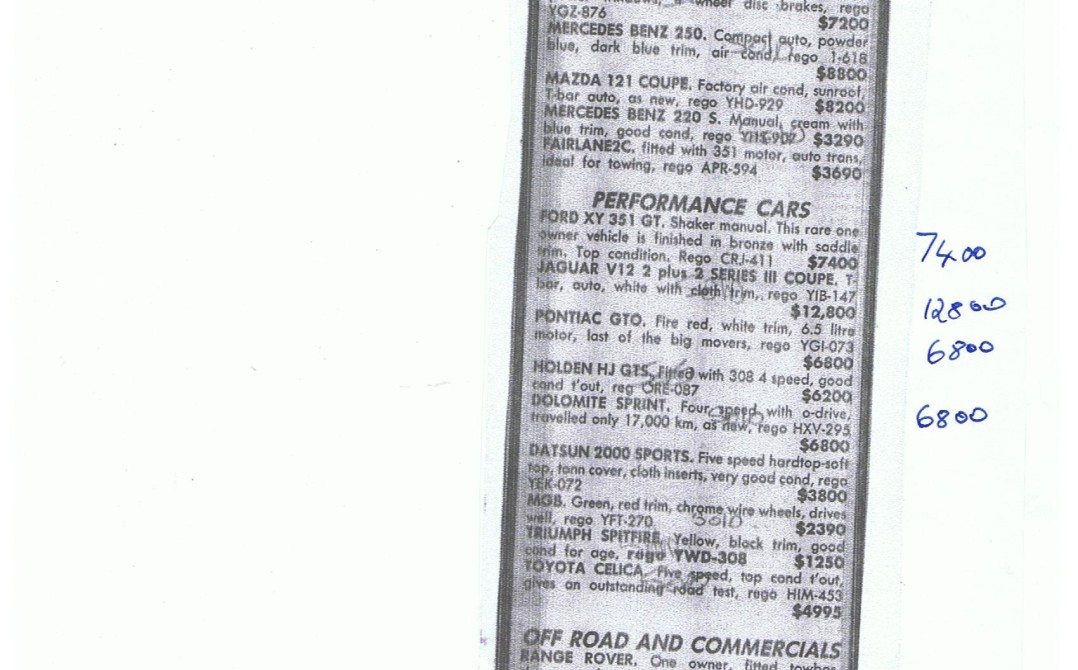 wheel disc brakes, rego
YGZ-876 $7200
MERCEDES BENZ 250. Compact auto, powder
blue, dark blue trim, air cond, rego 1-618
$8800
MAZDA 121 COUPE. Factory air cond, sunroof,
T-bar auto, as new, rego YHD-929 $8200
MERCEDES BENZ 220 S. Manual, cream with
blue trim, good cond, rego $3290
FAIRLANE2C, fitted with 351 motor, auto trans,
ideal for towing, rego APR-594 $3690
PERFORMANCE CARS
FORD XY 351 GT. Shaker manual. This rare one
owner vehicle is finished in bronze with saddle
trim. Top condition. Rego CRJ-411 $7400
7400
JAGUAR V12 2 plus 2 SERIES III COUPE. T-
bar, auto, white with cloth trim, rego YIB-147
$12,800
12800
PONTIAC GTO. Fire red, white trim, 6.5 litre
motor, last of the big movers, rego YGI-073
$6800
6800
HOLDEN HJ GTS, Fitted with 308 4 speed, good
cond t'out, reg ORE-087 $6200
DOLOMITE SPRINT. Four speed with o-drive,
travelled only 17,000 km, as new, rego HXV-295
$6800
6800
DATSUN 2000 SPORTS. Five speed hardtop-soft
top, tonn cover, cloth inserts, very good cond, rego
YEK-072 $3800
MGB. Green, red trim, chrome wire wheels, drives
well, rego YFT-270 SOLD $2390
TRIUMPH SPITFIRE. Yellow, black trim, good
cond for age, rego YWD-308 $1250
TOYOTA CELICA. Five speed, top cond t'out,
gives an outstanding road test, rego HIM-453
$4995
OFF ROAD AND COMMERCIALS
RANGE ROVER. One owner, fitted towbar,